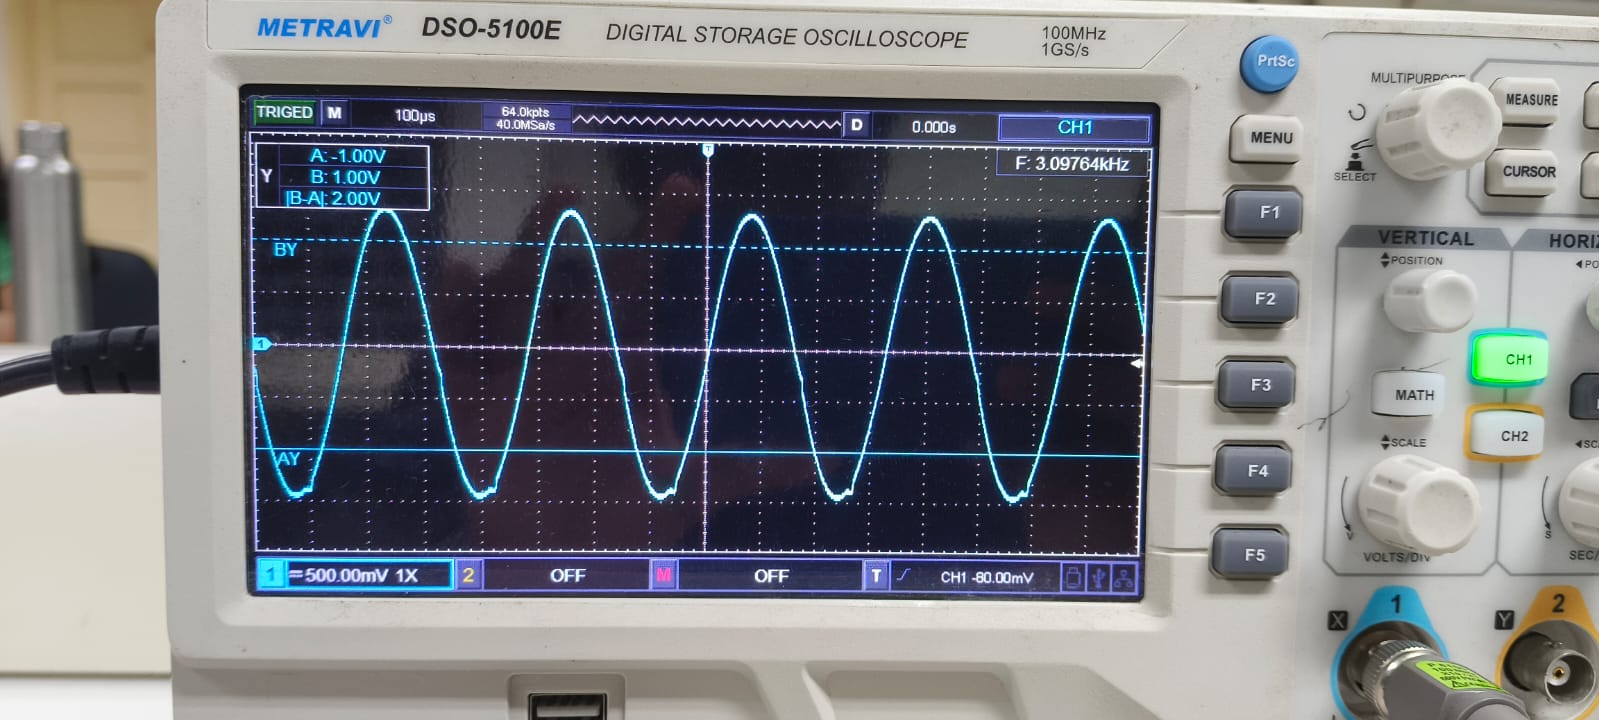 METRAVI® DSO-5100E DIGITAL STORAGE OSCILLOSCOPE 100MHz
1GS/s
PrtSc
MULTIPURPOSE
MEASURE
TRIGED M 100μs 64.0kpts
40.0MSa/s
D 0.000s CH1
T
MENU
SELECT
CURSOR
Y
A: -1.00V
B: 1.00V
|B-A|: 2.00V
F: 3.09764kHz
F1
BY
VERTICAL
HORIZ
POSITION
PO
F2
1
CH1
F3
MATH
CH2
SCALE
SCA
AY
F4
V
S
VOLTS/DIV
SEC/
F5
1 500.00mV 1X 2 OFF M OFF T CH1 -80.00mV
X 1 Y 2